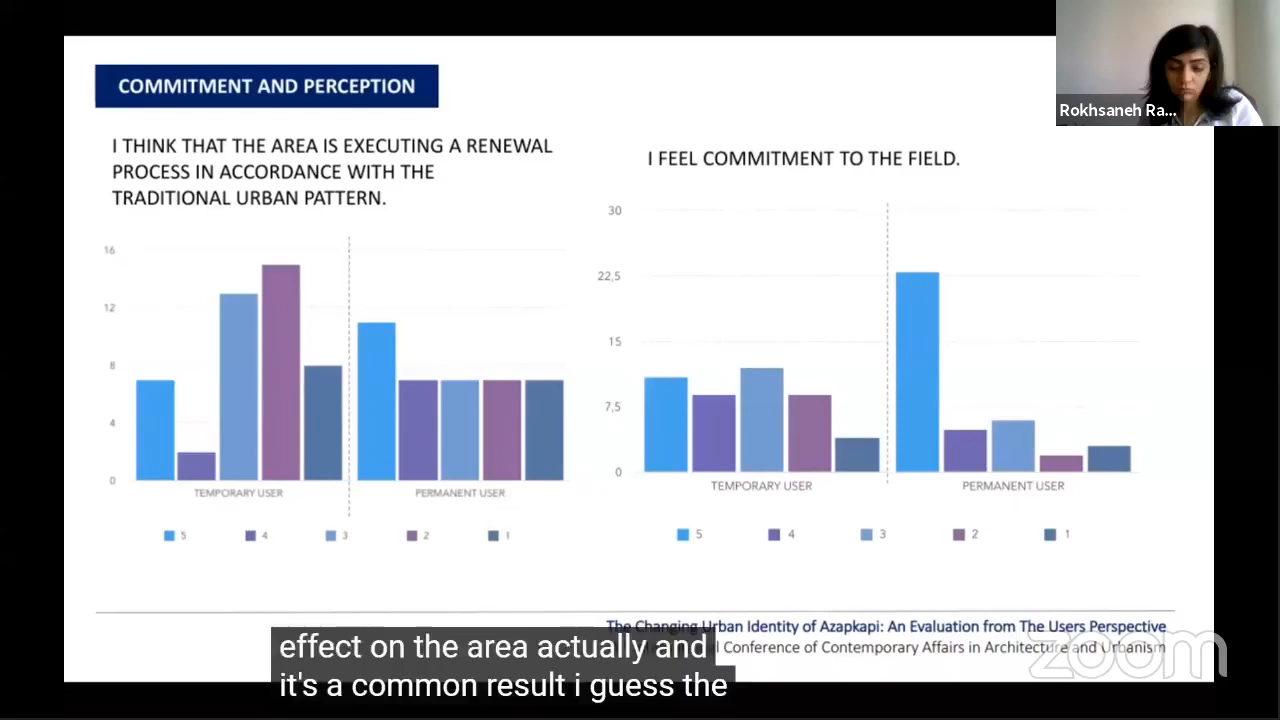 COMMITMENT AND PERCEPTION
Rokhsaneh Ra...
I THINK THAT THE AREA IS EXECUTING A RENEWAL
PROCESS IN ACCORDANCE WITH THE
TRADITIONAL URBAN PATTERN.
16
12
8
4
0
TEMPORARY USER PERMANENT USER
5 4 3 2 1
I FEEL COMMITMENT TO THE FIELD.
30
22,5
15
7,5
0
TEMPORARY USER PERMANENT USER
5 4 3 2 1
The Changing Urban Identity of Azapkapi: An Evaluation from The Users Perspective
Conference of Contemporary Affairs in Architecture and Urbanism
zoom
effect on the area actually and
it's a common result i guess the